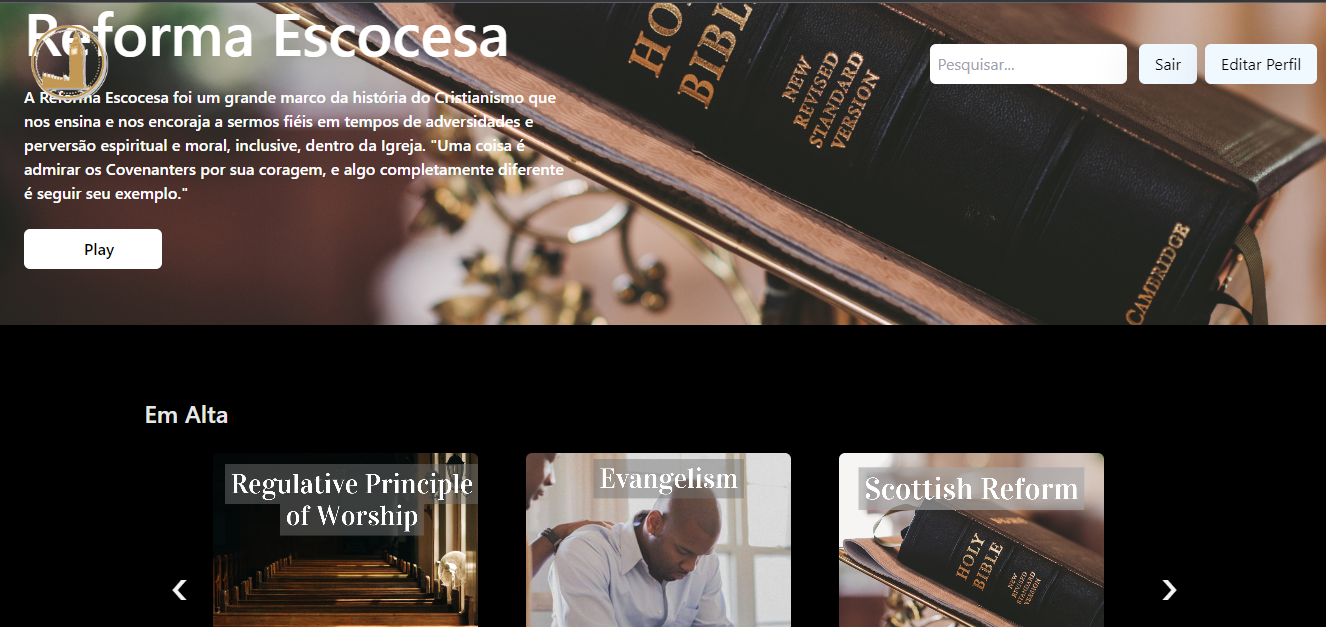 Reforma Escocesa
Pesquisar...
Sair
Editar Perfil
A Reforma Escocesa foi um grande marco da história do Cristianismo que
nos ensina e nos encoraja a sermos fiéis em tempos de adversidades e
perversão espiritual e moral, inclusive, dentro da Igreja. "Uma coisa é
admirar os Covenanters por sua coragem, e algo completamente diferente
é seguir seu exemplo."
Play
HOLY
BIBLE
NEW
REVISED
STANDARD
VERSION
CAMBRIDGE
Em Alta
Regulative Principle
of Worship
Evangelism
Scottish Reform
HOLY
BIBLE
NEW
REVISED
STANDARD
VERSION